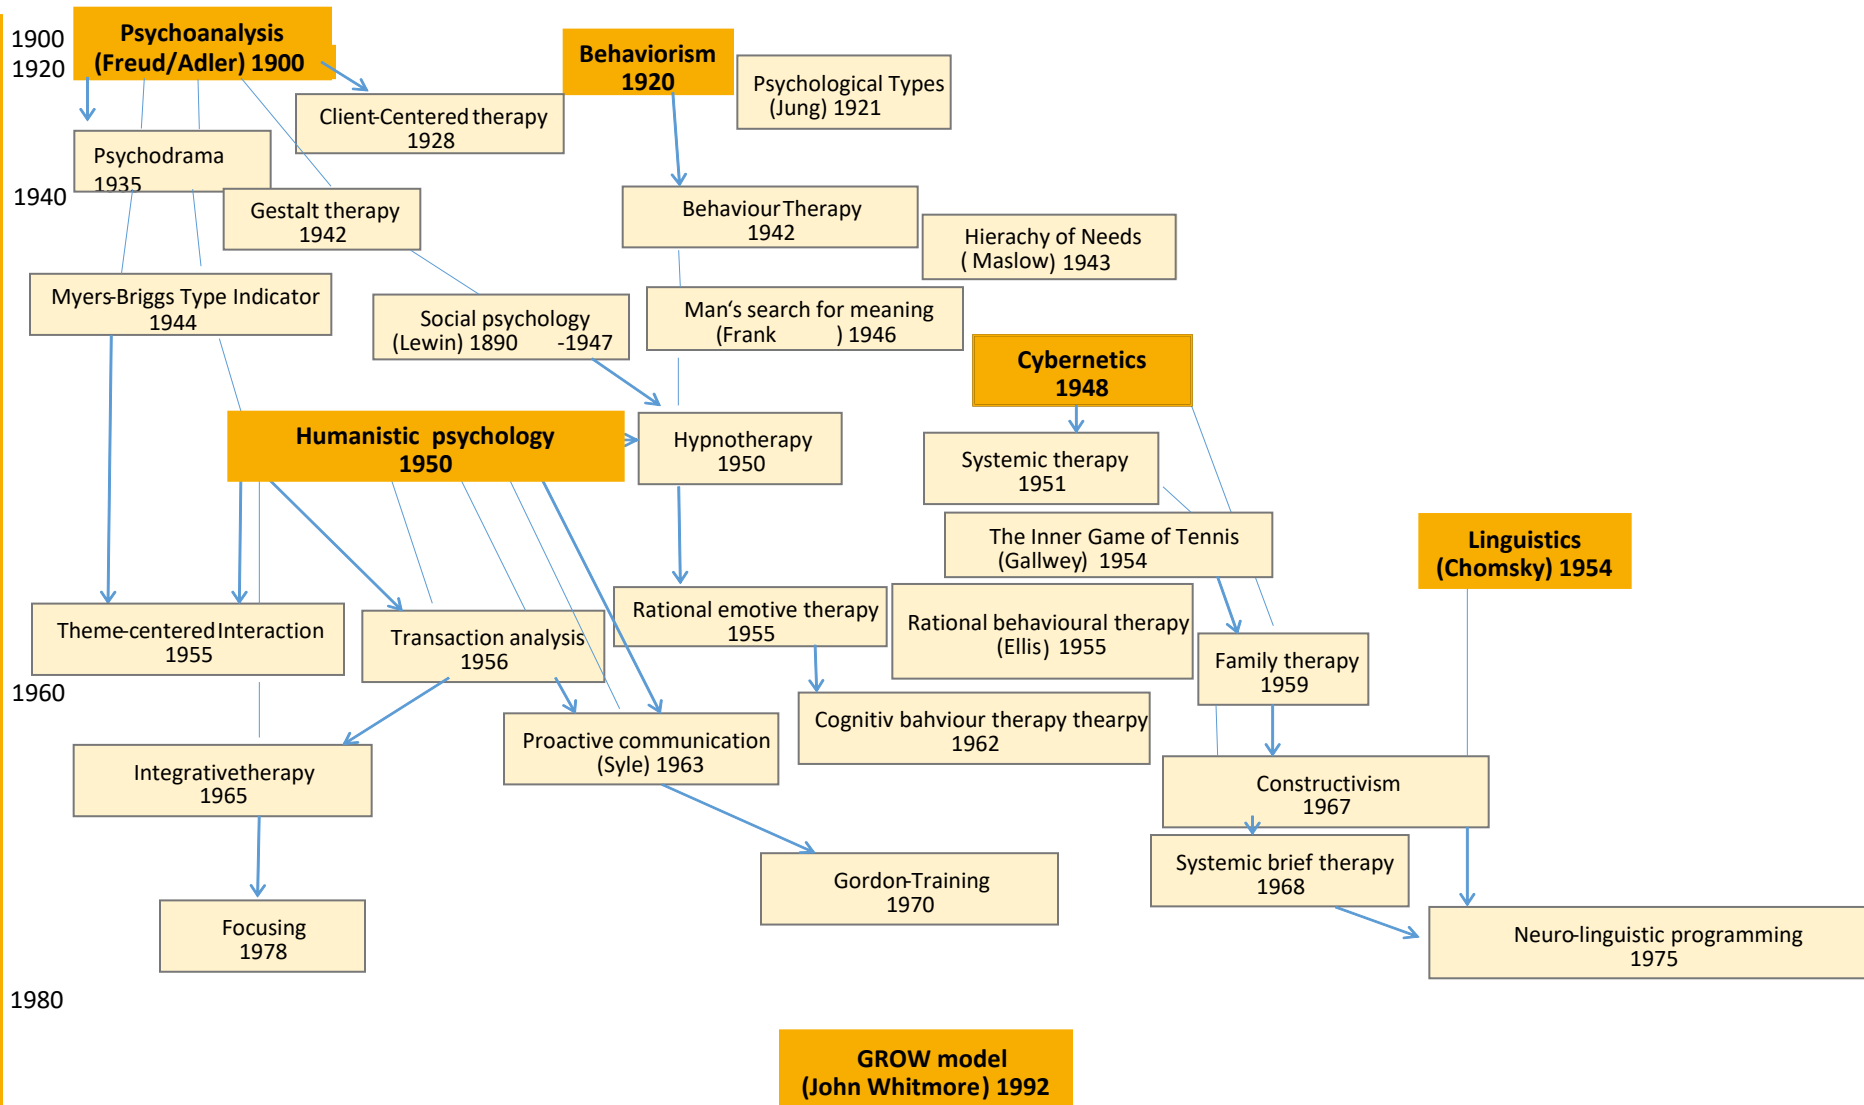 1900
1920
1940
1960
1980
Psychoanalysis
(Freud/Adler) 1900
Behaviorism
1920
Psychological Types
(Jung) 1921
Client-Centered therapy
1928
Psychodrama
1935
Gestalt therapy
1942
Behaviour Therapy
1942
Hierachy of Needs
( Maslow) 1943
Myers-Briggs Type Indicator
1944
Social psychology
(Lewin) 1890 -1947
Man‘s search for meaning
(Frank ) 1946
Cybernetics
1948
Humanistic psychology
1950
Hypnotherapy
1950
Systemic therapy
1951
The Inner Game of Tennis
(Gallwey) 1954
Linguistics
(Chomsky) 1954
Theme-centered Interaction
1955
Transaction analysis
1956
Rational emotive therapy
1955
Rational behavioural therapy
(Ellis) 1955
Family therapy
1959
Cognitiv bahviour therapy thearpy
1962
Proactive communication
(Syle) 1963
Integrativetherapy
1965
Constructivism
1967
Systemic brief therapy
1968
Gordon-Training
1970
Focusing
1978
Neuro-linguistic programming
1975
GROW model
(John Whitmore) 1992